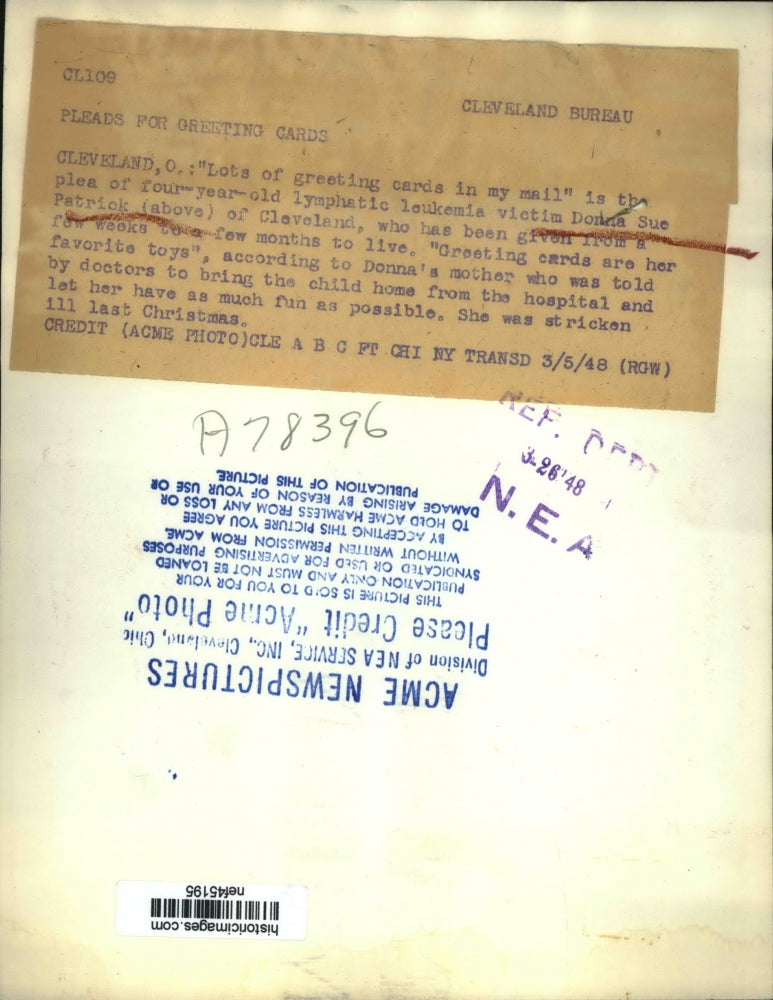 CL109
CLEVELAND BUREAU
PLEADS FOR GREETING CARDS
CLEVELAND, O.:"Lots of greeting cards in my mail" is the
plea of four-year-old lymphatic leukemia victim Donna Sue
Patrick (above) of Cleveland, who has been given from a
few weeks to a few months to live. "Greeting cards are her
favorite toys", according to Donna's mother who was told
by doctors to bring the child home from the hospital and
let her have as much fun as possible. She was stricken
ill last Christmas.
CREDIT (ACME PHOTO)CLE A B C FT CHI NY TRANSD 3/5/48 (RGW)
A78396
REF. DEPT
3-26'48
N. E. A
ACME NEWSPICTURES
Division of NEA SERVICE, INC., Cleveland, Ohio
Please Credit "Acme Photo"
THIS PICTURE IS SO'D TO YOU FOR YOUR
PUBLICATION ONLY AND MUST NOT BE LOANED
SYNDICATED OR USED FOR ADVERTISING PURPOSES
WITHOUT WRITTEN PERMISSION FROM ACME.
BY ACCEPTING THIS PICTURE YOU AGREE
TO HOLD ACME HARMLESS FROM ANY LOSS OR
DAMAGE ARISING BY REASON OF YOUR USE OR
PUBLICATION OF THIS PICTURE.
historicimages.com
nef45195